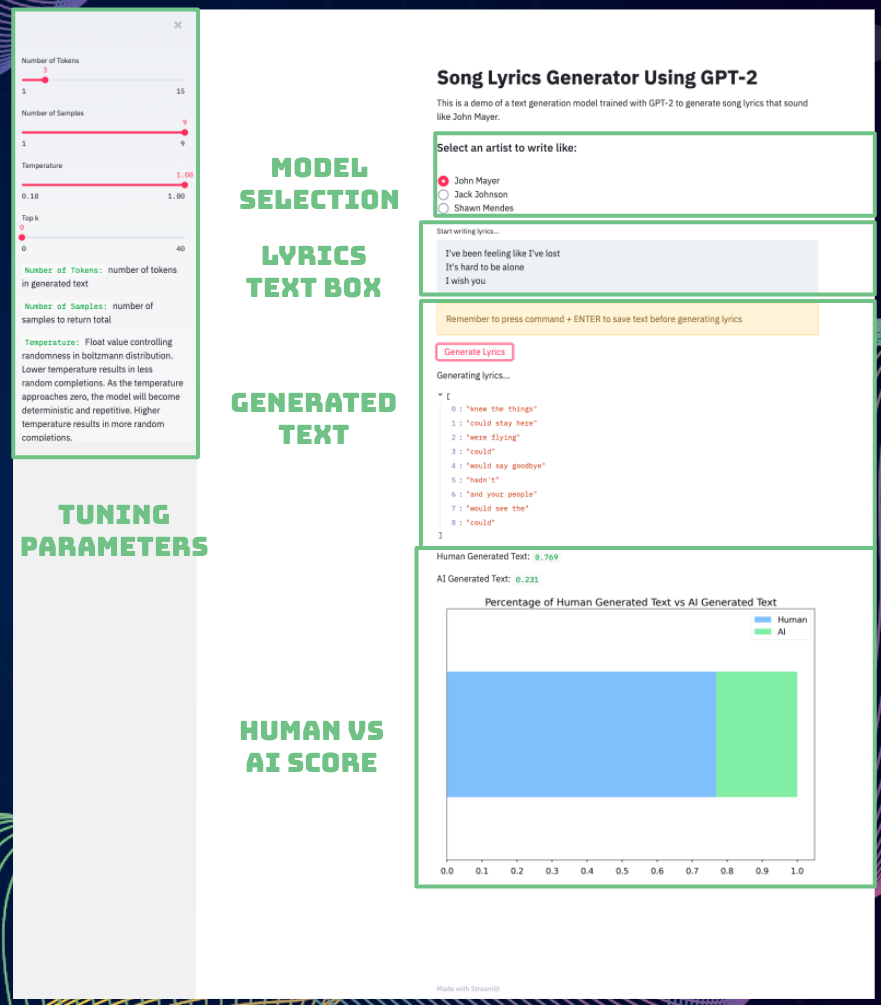 ×
Number of Tokens
3
1 15
Number of Samples
9
1 9
Temperature
1.00
0.10 1.00
Top k
0
0 40
Number of Tokens: number of tokens
in generated text
Number of Samples: number of
samples to return total
Temperature: Float value controlling
randomness in boltzmann distribution.
Lower temperature results in less
random completions. As the temperature
approaches zero, the model will become
deterministic and repetitive. Higher
temperature results in more random
completions.
TUNING
PARAMETERS
Song Lyrics Generator Using GPT-2
This is a demo of a text generation model trained with GPT-2 to generate song lyrics that sound
like John Mayer.
MODEL
SELECTION
Select an artist to write like:
John Mayer
Jack Johnson
Shawn Mendes
LYRICS
TEXT BOX
Start writing lyrics...
I've been feeling like I've lost
It's hard to be alone
I wish you
GENERATED
TEXT
Remember to press command + ENTER to save text before generating lyrics
Generate Lyrics
Generating lyrics...
[
0 : "knew the things"
1 : "could stay here"
2 : "were flying"
3 : "could"
4 : "would say goodbye"
5 : "hadn't"
6 : "and your people"
7 : "would see the"
8 : "could"
]
HUMAN VS
AI SCORE
Human Generated Text: 0.769
AI Generated Text: 0.231
Percentage of Human Generated Text vs AI Generated Text
Human
AI
0.0 0.1 0.2 0.3 0.4 0.5 0.6 0.7 0.8 0.9 1.0
Made with Streamlit